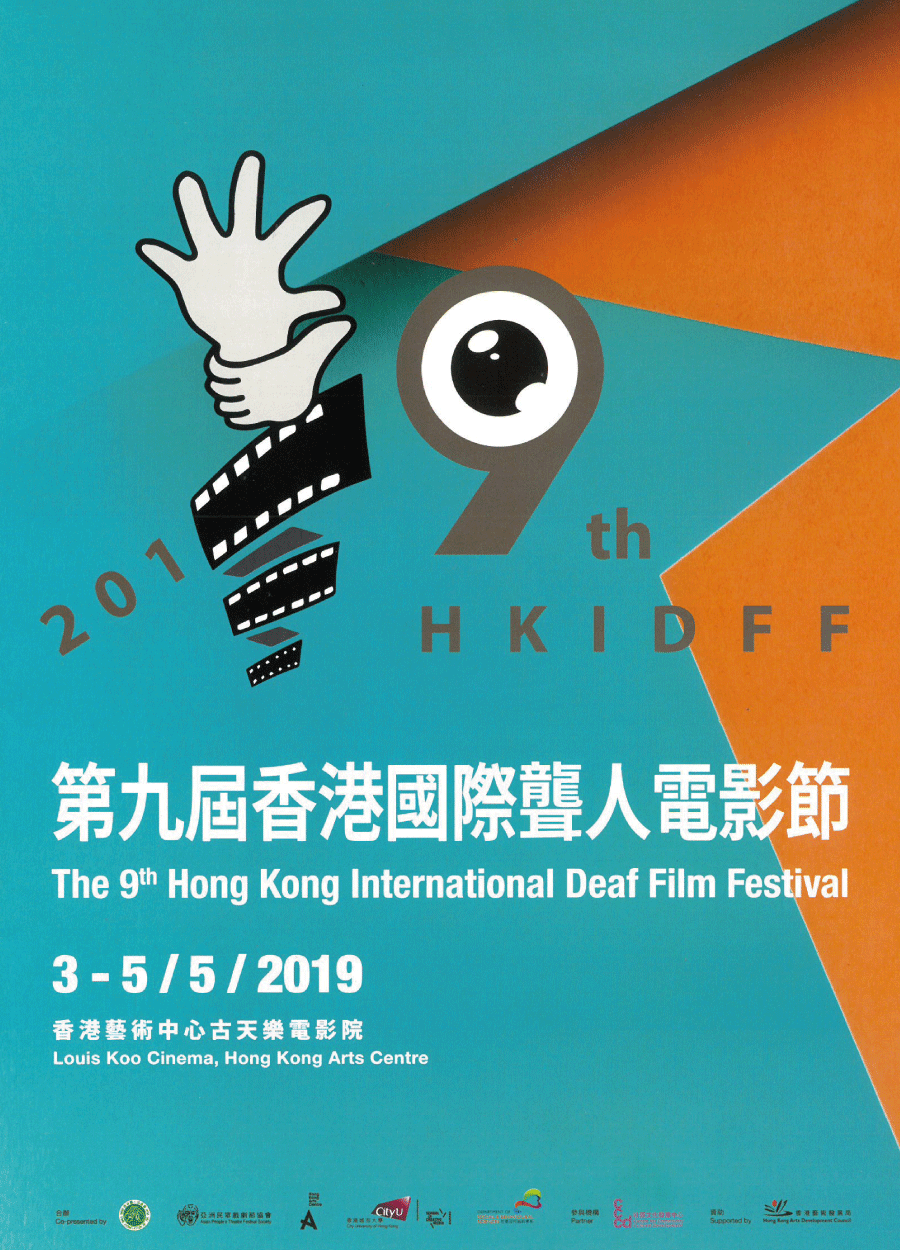 201
9
th
HKIDFF
第九屆香港國際聾人電影節
The 9th Hong Kong International Deaf Film Festival
3 - 5 / 5 / 2019
香港藝術中心古天樂電影院
Louis Koo Cinema, Hong Kong Arts Centre
合辦
Co-presented by
亞洲民眾戲劇節協會
Asian People's Theatre Festival Society
CityU
香港城市大學
City University of Hong Kong
參與機構
Partner
資助
Supported by
香港藝術發展局
Hong Kong Arts Development Council